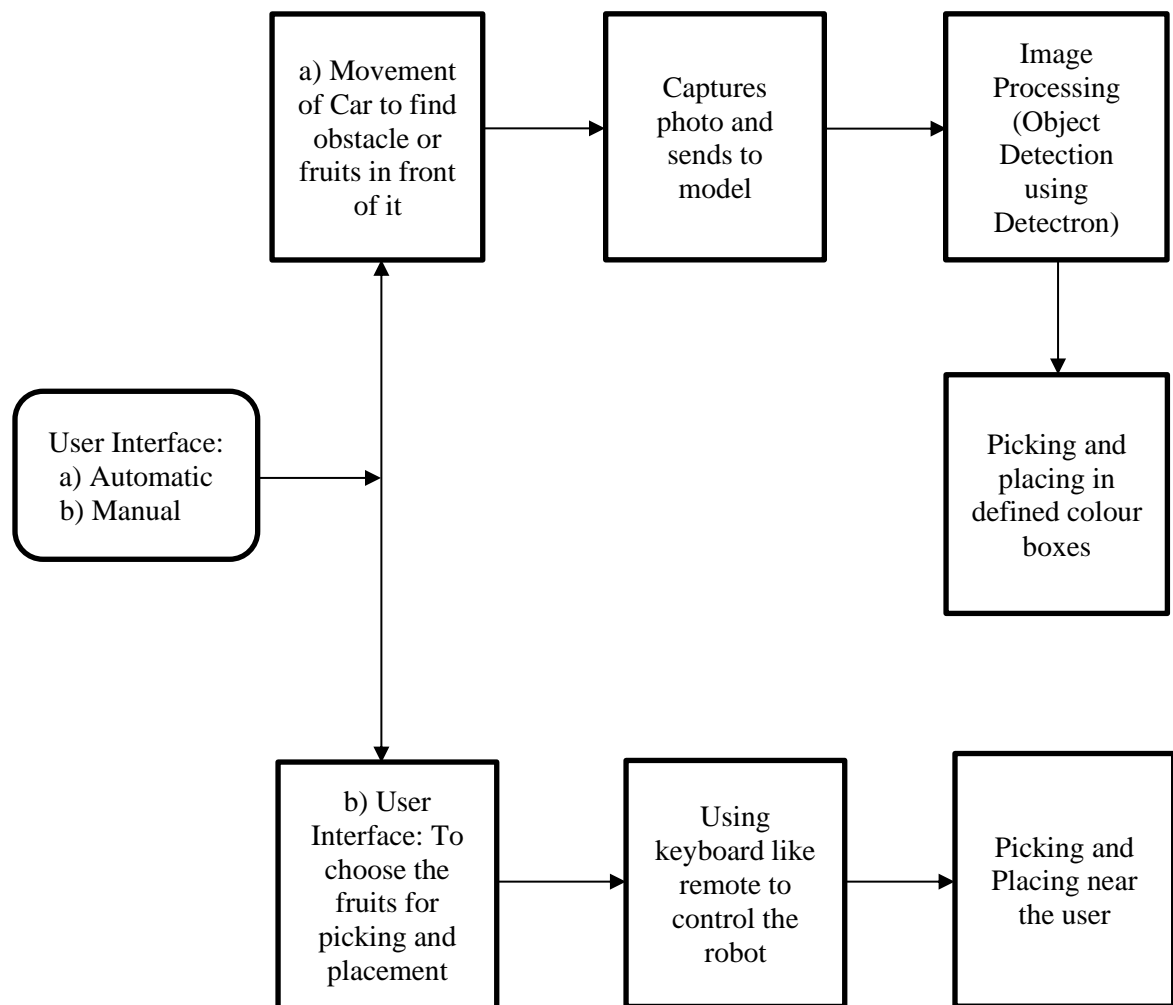 a) Movement
of Car to find
obstacle or
fruits in front
of it
Captures
photo and
sends to
model
Image
Processing
(Object
Detection
using
Detectron)
User Interface:
a) Automatic
b) Manual
Picking and
placing in
defined colour
boxes
b) User
Interface: To
choose the
fruits for
picking and
placement
Using
keyboard like
remote to
control the
robot
Picking and
Placing near
the user